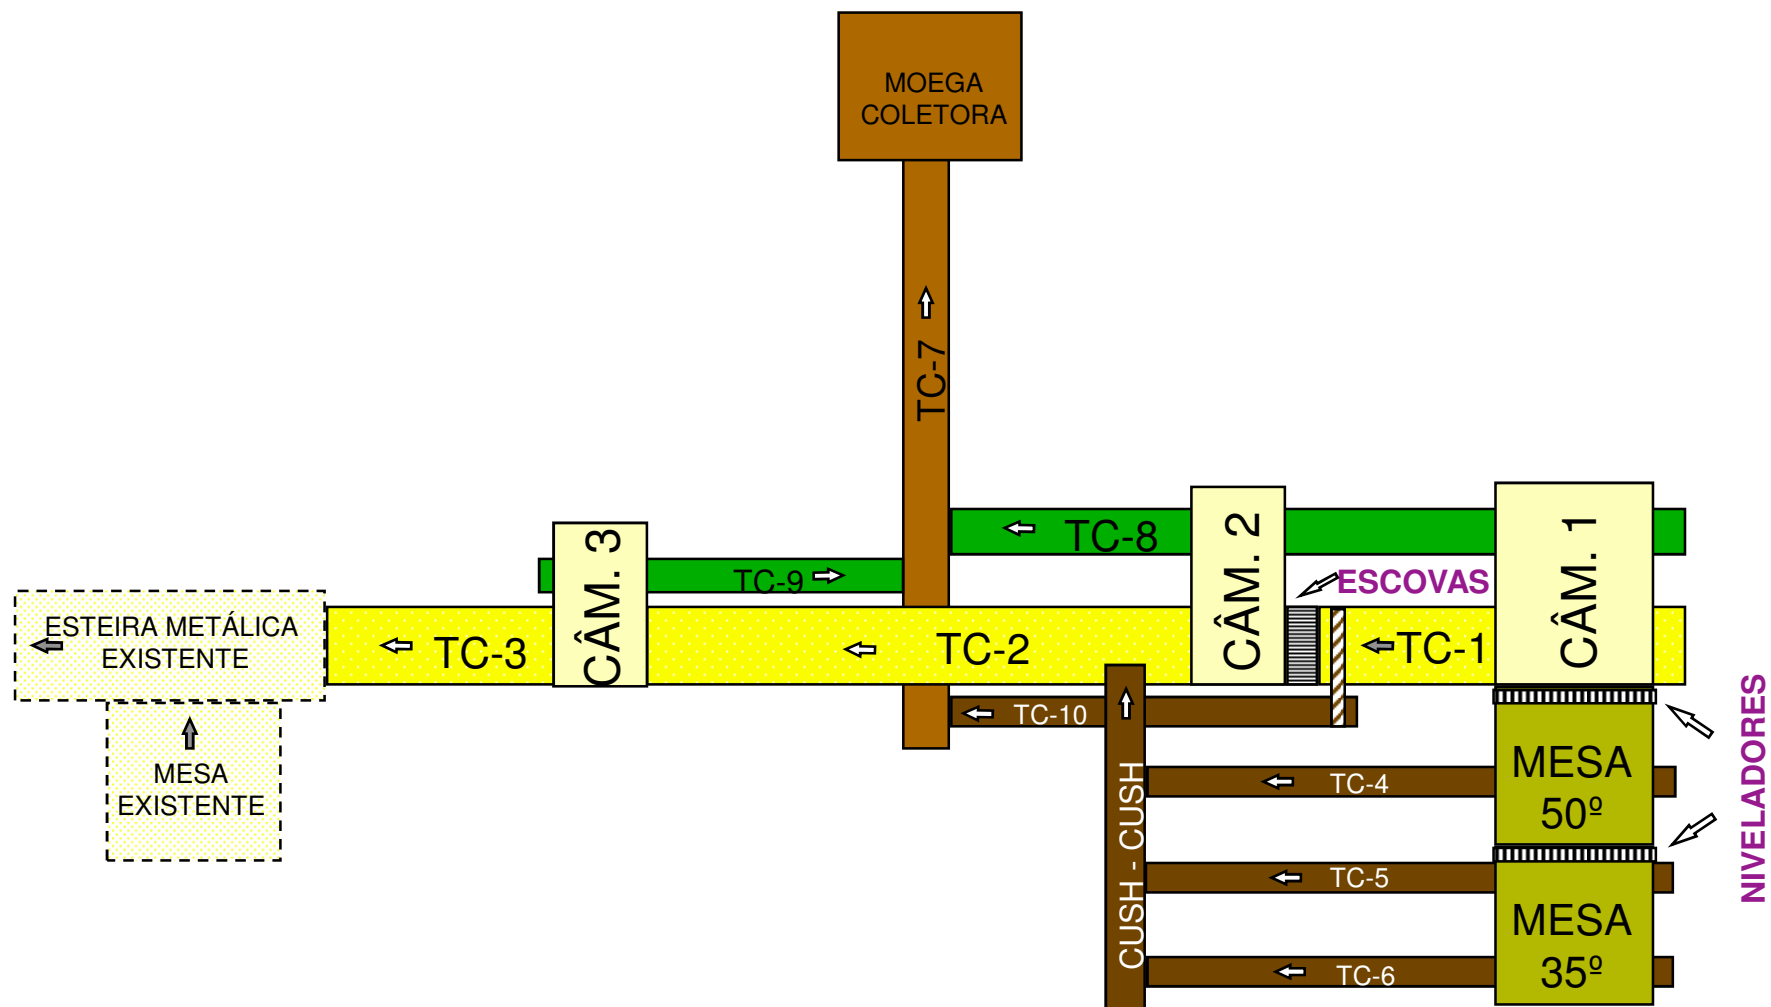 MOEGA
COLETORA
TC-7
TC-8
CÂM. 2
CÂM. 1
CÂM. 3
TC-9
ESCOVAS
ESTEIRA METÁLICA
EXISTENTE
TC-3
TC-2
TC-1
TC-10
NIVELADORES
MESA
EXISTENTE
CUSH - CUSH
TC-4
MESA
50º
TC-5
MESA
35º
TC-6